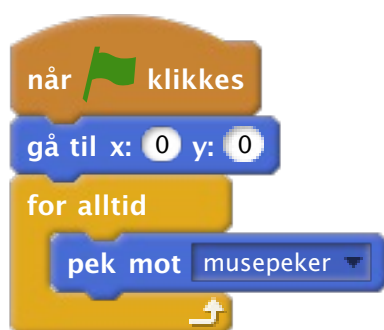 når klikkes
gå til x: 0 y: 0
for alltid
pek mot musepeker